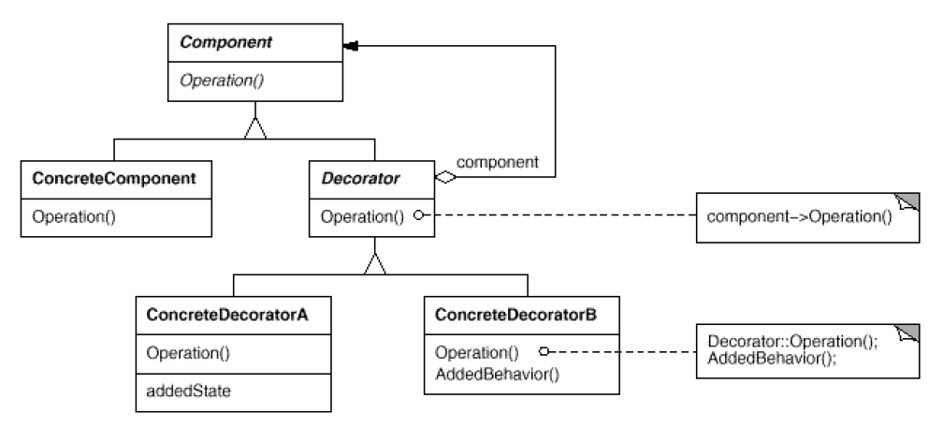 Component
Operation()
component
ConcreteComponent
Operation()
Decorator
Operation()
component–>Operation()
ConcreteDecoratorA
Operation()
addedState
ConcreteDecoratorB
Operation()
AddedBehavior()
Decorator::Operation();
AddedBehavior();